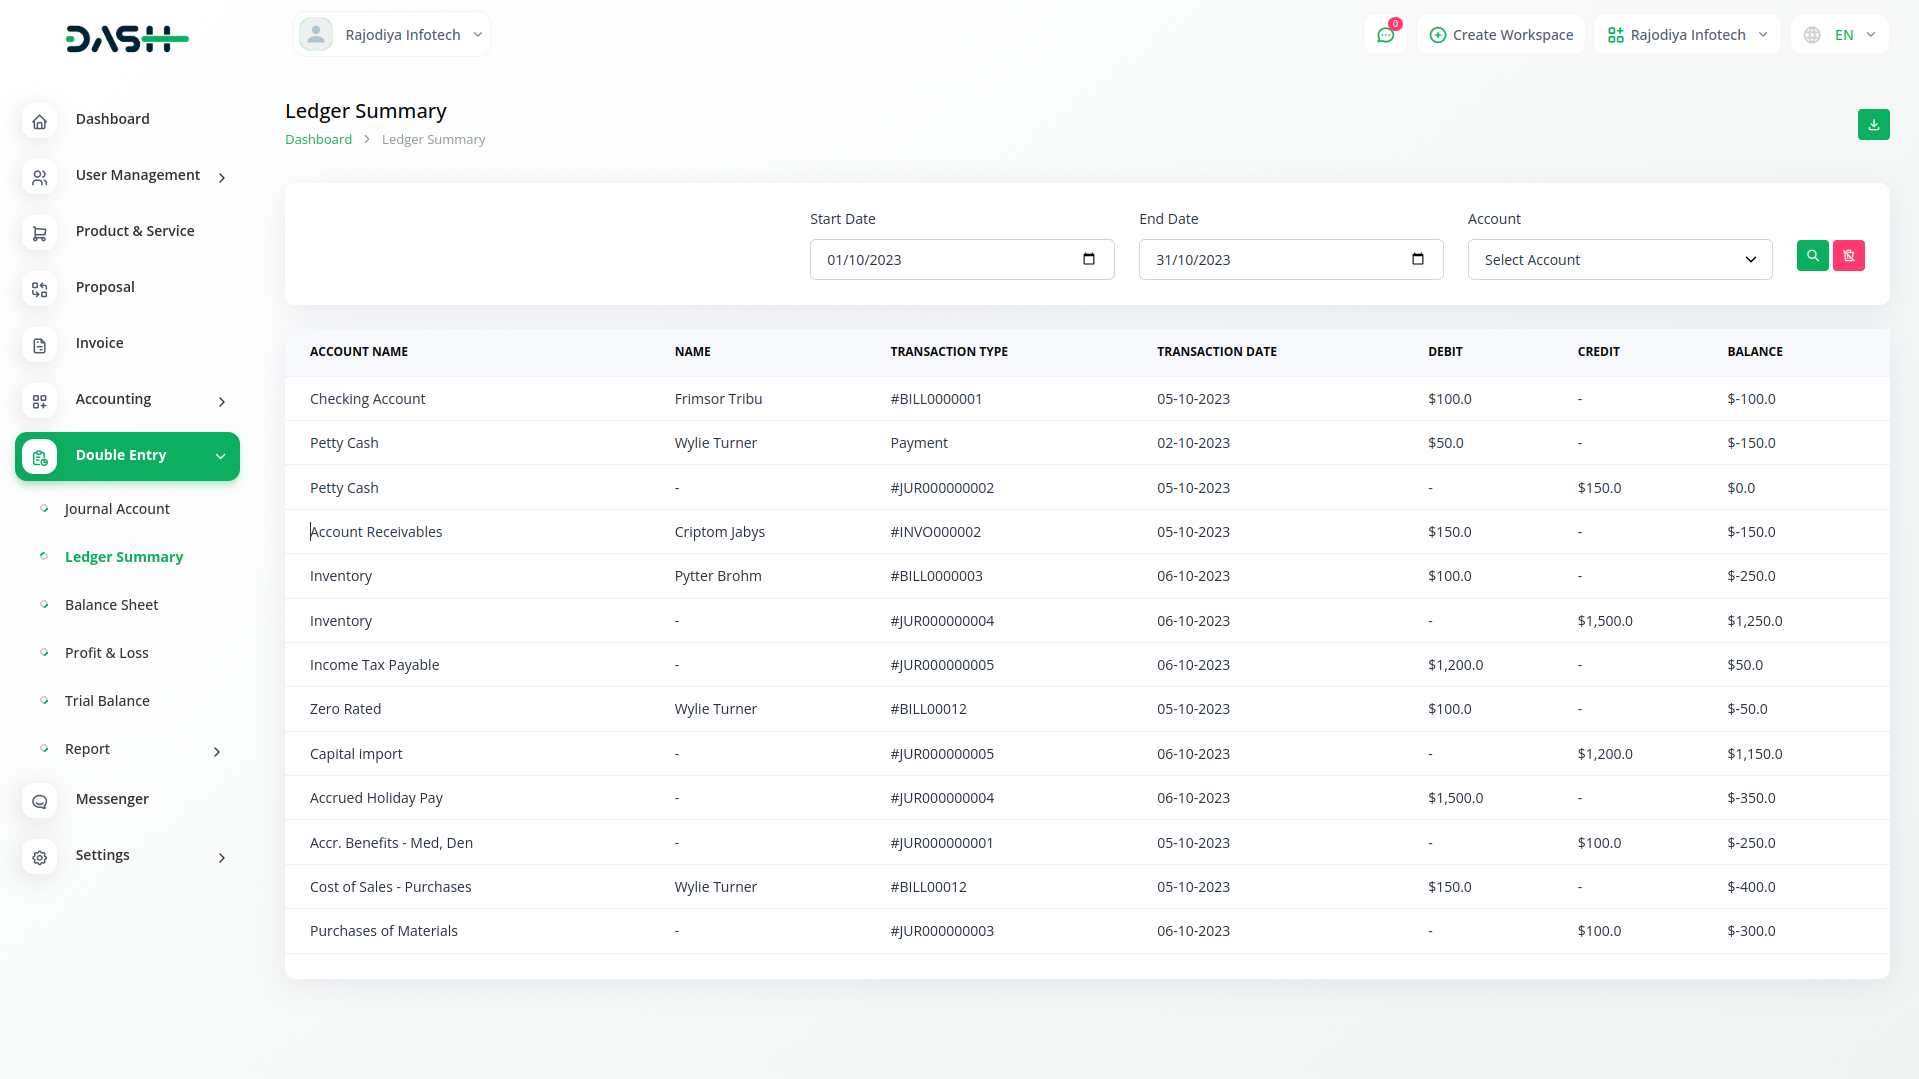 DASH
Rajodiya Infotech
0
Create Workspace
Rajodiya Infotech
EN
Dashboard
User Management
Product & Service
Proposal
Invoice
Accounting
Double Entry
Journal Account
Ledger Summary
Balance Sheet
Profit & Loss
Trial Balance
Report
Messenger
Settings
Ledger Summary
Dashboard > Ledger Summary
Start Date End Date Account
01/10/2023 31/10/2023 Select Account
ACCOUNT NAME NAME TRANSACTION TYPE TRANSACTION DATE DEBIT CREDIT BALANCE
Checking Account Frimsor Tribu #BILL0000001 05-10-2023 $100.0 - $-100.0
Petty Cash Wylie Turner Payment 02-10-2023 $50.0 - $-150.0
Petty Cash - #JUR000000002 05-10-2023 - $150.0 $0.0
Account Receivables Criptom Jabys #INVO000002 05-10-2023 $150.0 - $-150.0
Inventory Pytter Brohm #BILL0000003 06-10-2023 $100.0 - $-250.0
Inventory - #JUR000000004 06-10-2023 - $1,500.0 $1,250.0
Income Tax Payable - #JUR000000005 06-10-2023 $1,200.0 - $50.0
Zero Rated Wylie Turner #BILL00012 05-10-2023 $100.0 - $-50.0
Capital import - #JUR000000005 06-10-2023 - $1,200.0 $1,150.0
Accrued Holiday Pay - #JUR000000004 06-10-2023 $1,500.0 - $-350.0
Accr. Benefits - Med, Den - #JUR000000001 05-10-2023 - $100.0 $-250.0
Cost of Sales - Purchases Wylie Turner #BILL00012 05-10-2023 $150.0 - $-400.0
Purchases of Materials - #JUR000000003 06-10-2023 - $100.0 $-300.0